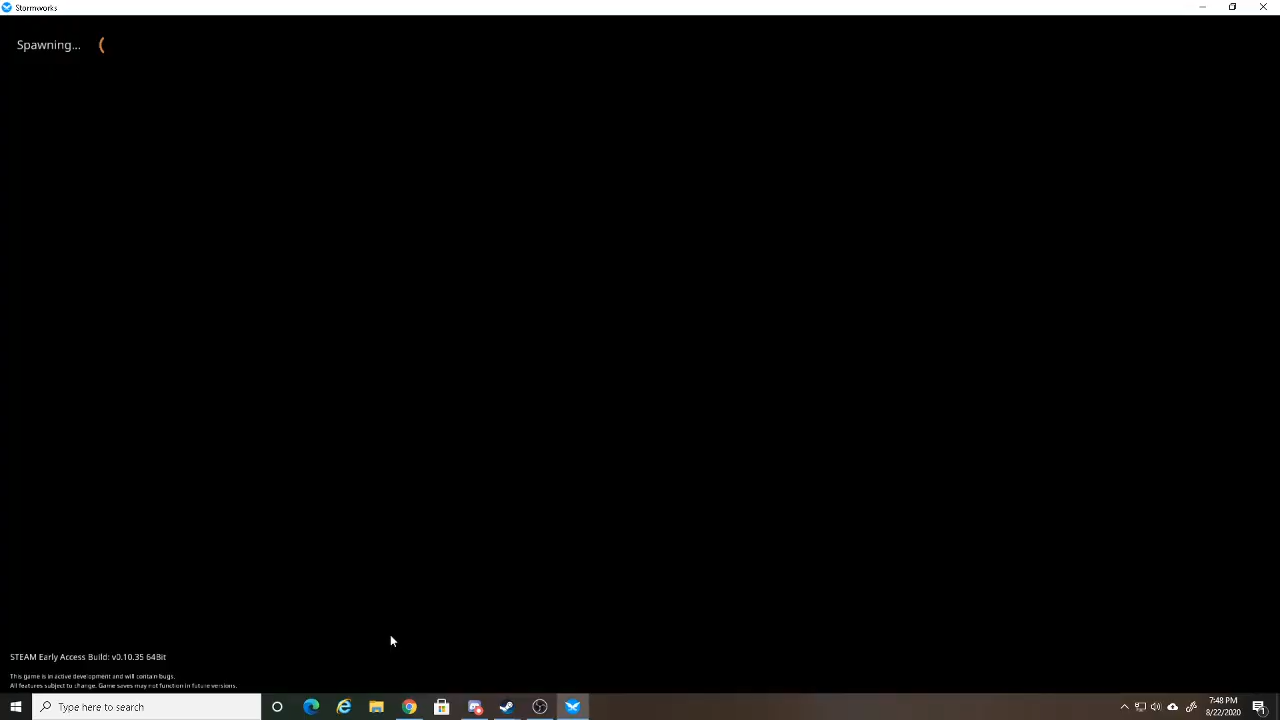 Stormworks
Spawning...
STEAM Early Access Build: v0.10.35 64Bit
This game is in active development and will contain bugs.
All features subject to change. Game saves may not function in future versions.
Type here to search
7:48 PM
8/22/2020